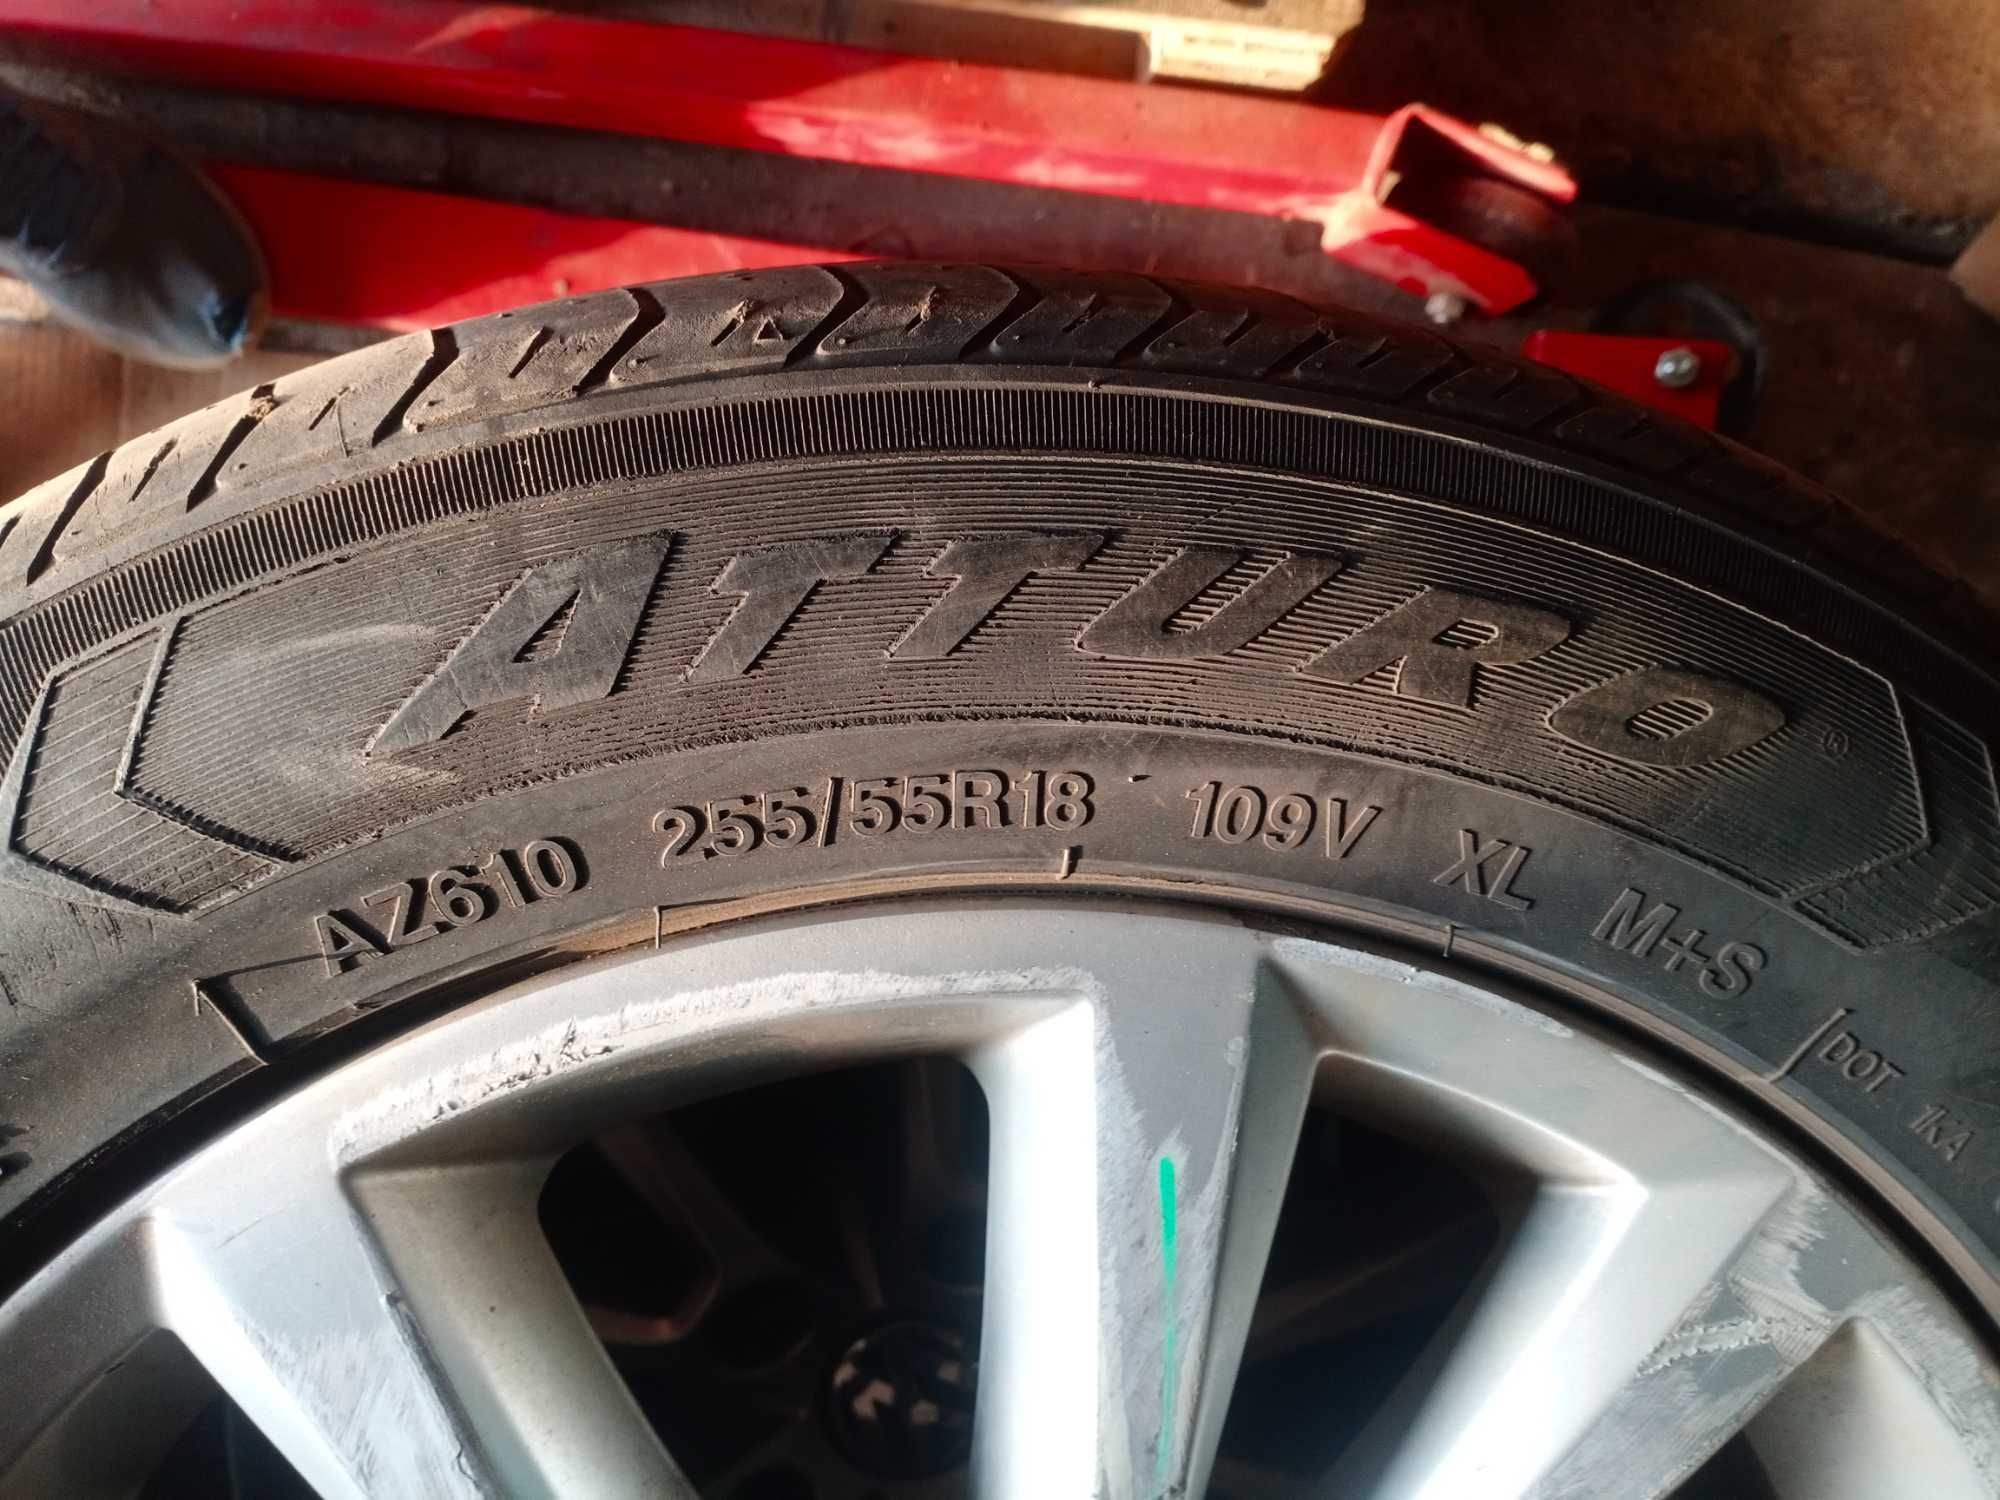 ATTURO ®
AZ610 255/55R18 109V XL M+S
DOT 1KA